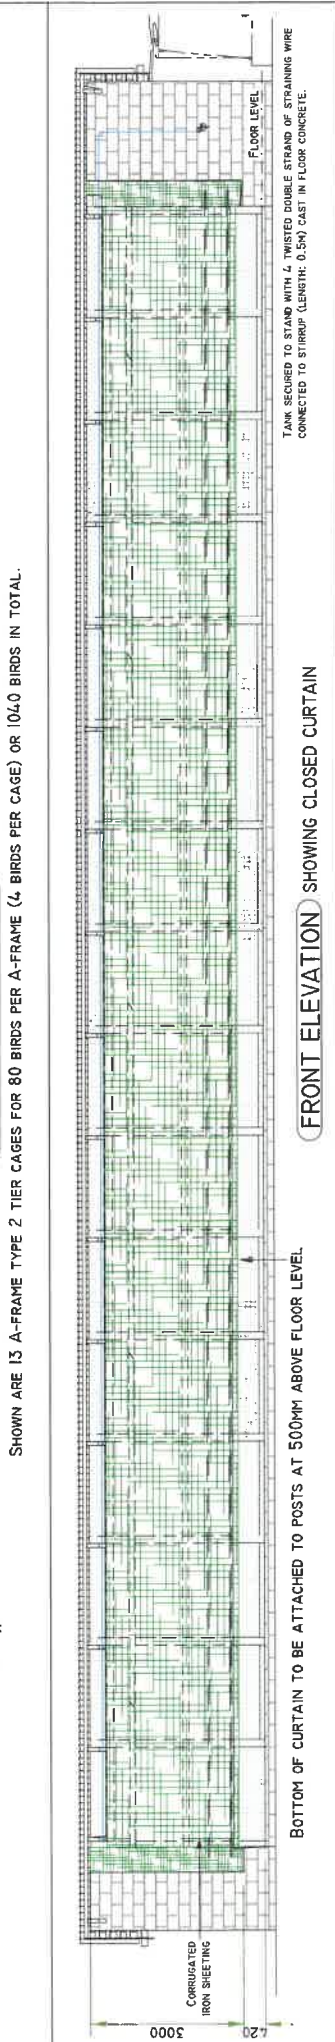 SHOWN ARE 13 A-FRAME TYPE 2 TIER CAGES FOR 80 BIRDS PER A-FRAME (4 BIRDS PER CAGE) OR 1040 BIRDS IN TOTAL.
FLOOR LEVEL
TANK SECURED TO STAND WITH 4 TWISTED DOUBLE STRAND OF STRAINING WIRE
CONNECTED TO STIRRUP (LENGTH: 0.5M) CAST IN FLOOR CONCRETE.
CORRUGATED
IRON SHEETING
3000
420
BOTTOM OF CURTAIN TO BE ATTACHED TO POSTS AT 500MM ABOVE FLOOR LEVEL
FRONT ELEVATION SHOWING CLOSED CURTAIN